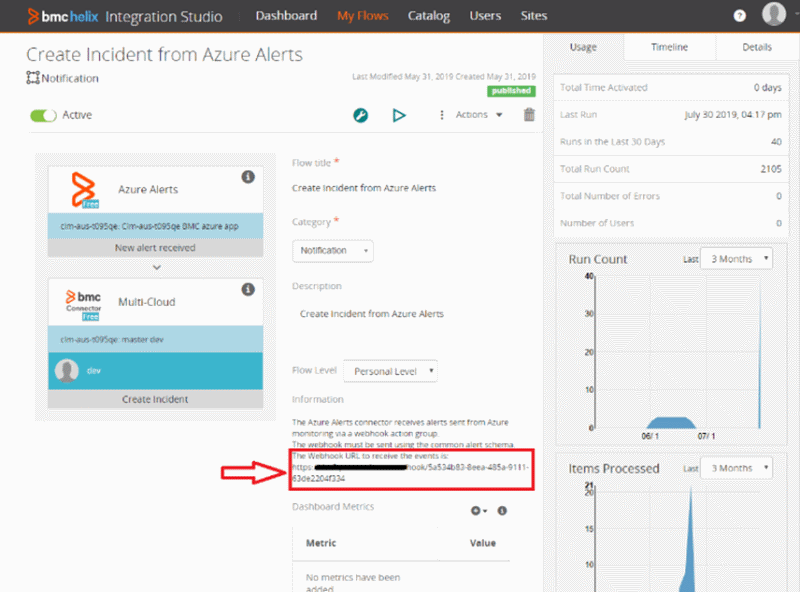 bmc helix Integration Studio
Dashboard My Flows Catalog Users Sites
?
Create Incident from Azure Alerts
Notification
Last Modified May 31, 2019 Created May 31, 2019
published
Active
Actions
Azure Alerts
Free
clm-aus-t095qe: Clm-aus-t095qe BMC azure app
New alert received
bmc
Connector
Free
Multi-Cloud
clm-aus-t095qe: master dev
dev
Create Incident
Flow title *
Create Incident from Azure Alerts
Category *
Notification
Description
Create Incident from Azure Alerts
Flow Level Personal Level
Information
The Azure Alerts connector receives alerts sent from Azure
monitoring via a webhook action group.
The webhook must be sent using the common alert schema.
The Webhook URL to receive the events is:
https: hook/5a534b83-8eea-485a-9111-
63de2204f334
Dashboard Metrics
Metric Value
No metrics have been
added
Usage Timeline Details
Total Time Activated 0 days
Last Run July 30 2019, 04:17 pm
Runs in the Last 30 Days 40
Total Run Count 2105
Total Number of Errors 0
Number of Users 0
Run Count Last 3 Months
40
30
20
10
0
06/1 07/1
Items Processed Last 3 Months
21
20
15
10